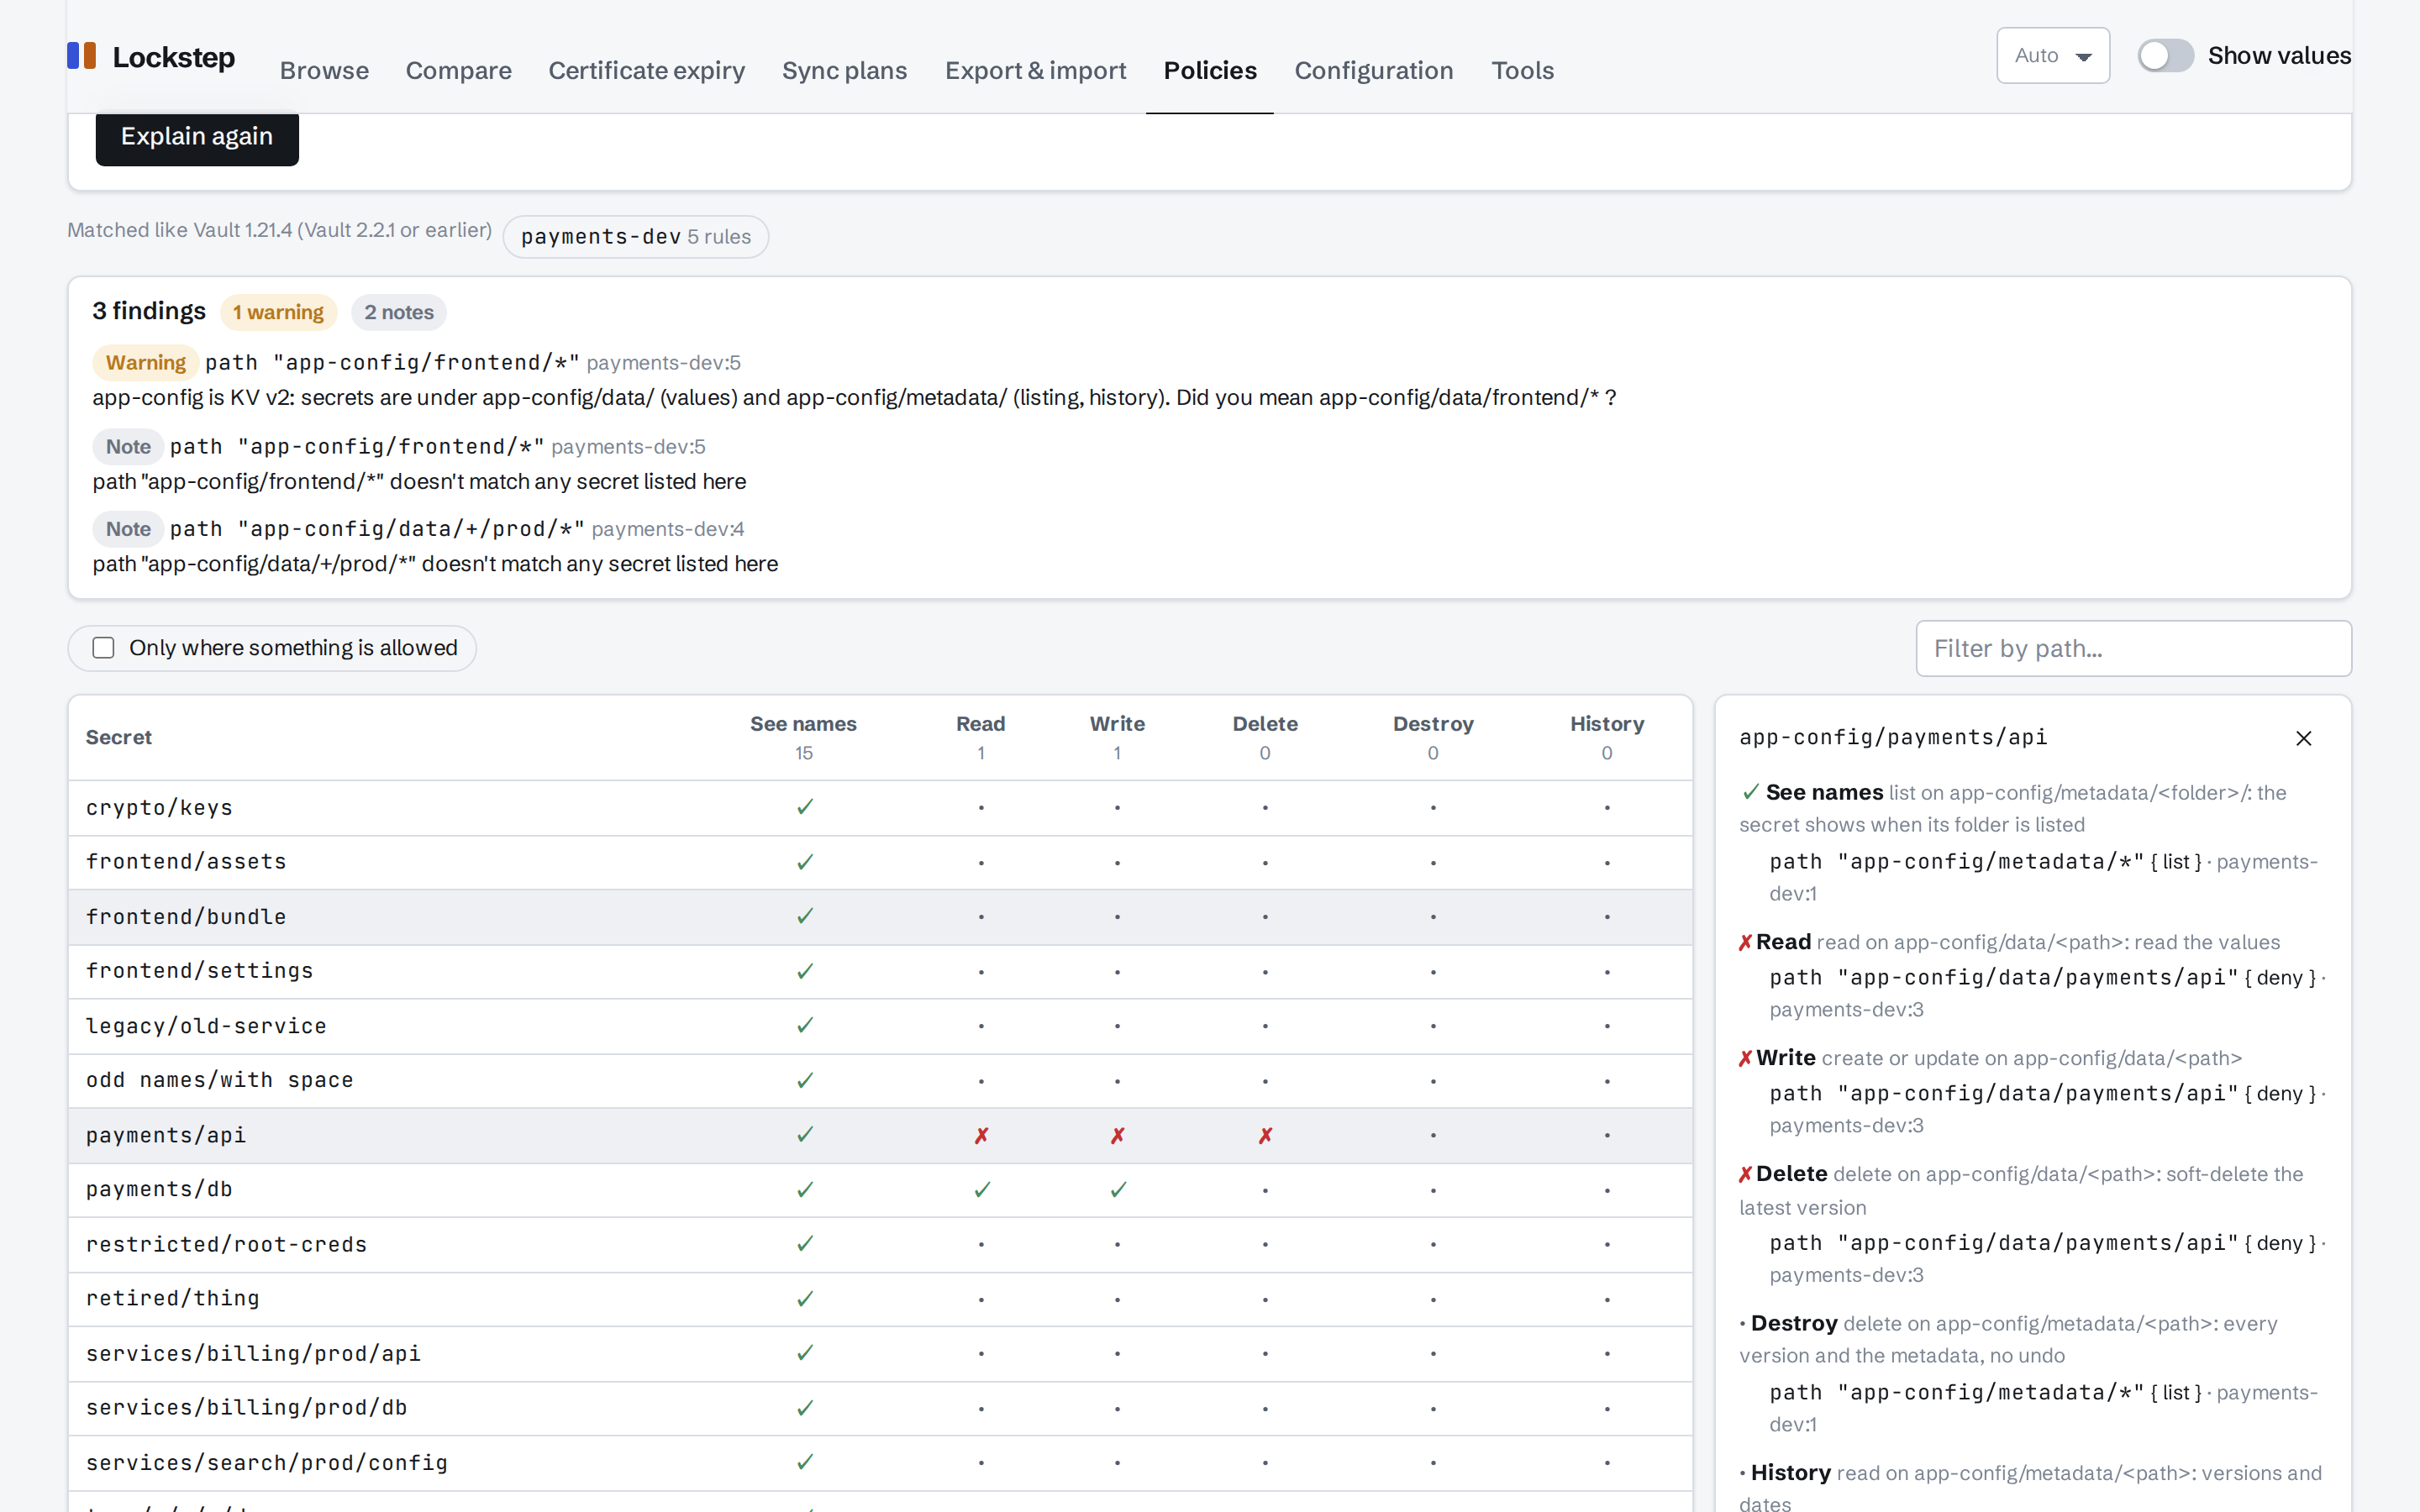 Lockstep
Browse
Compare
Certificate expiry
Sync plans
Export & import
Policies
Configuration
Tools
Auto
Show values
Explain again
Matched like Vault 1.21.4 (Vault 2.2.1 or earlier)
payments-dev 5 rules
3 findings 1 warning 2 notes
Warning path "app-config/frontend/*" payments-dev:5
app-config is KV v2: secrets are under app-config/data/ (values) and app-config/metadata/ (listing, history). Did you mean app-config/data/frontend/* ?
Note path "app-config/frontend/*" payments-dev:5
path "app-config/frontend/*" doesn't match any secret listed here
Note path "app-config/data/+/prod/*" payments-dev:4
path "app-config/data/+/prod/*" doesn't match any secret listed here
Only where something is allowed
Filter by path...
Secret See names Read Write Delete Destroy History
15 1 1 0 0 0
crypto/keys ✓ • • • • •
frontend/assets ✓ • • • • •
frontend/bundle ✓ • • • • •
frontend/settings ✓ • • • • •
legacy/old-service ✓ • • • • •
odd names/with space ✓ • • • • •
payments/api ✓ ✗ ✗ ✗ • •
payments/db ✓ ✓ ✓ • • •
restricted/root-creds ✓ • • • • •
retired/thing ✓ • • • • •
services/billing/prod/api ✓ • • • • •
services/billing/prod/db ✓ • • • • •
services/search/prod/config ✓ • • • • •
app-config/payments/api
✓ See names list on app-config/metadata/<folder>/: the
secret shows when its folder is listed
path "app-config/metadata/*" { list } · payments-
dev:1
✗ Read read on app-config/data/<path>: read the values
path "app-config/data/payments/api" { deny } ·
payments-dev:3
✗ Write create or update on app-config/data/<path>
path "app-config/data/payments/api" { deny } ·
payments-dev:3
✗ Delete delete on app-config/data/<path>: soft-delete the
latest version
path "app-config/data/payments/api" { deny } ·
payments-dev:3
• Destroy delete on app-config/metadata/<path>: every
version and the metadata, no undo
path "app-config/metadata/*" { list } · payments-
dev:1
• History read on app-config/metadata/<path>: versions and
dates